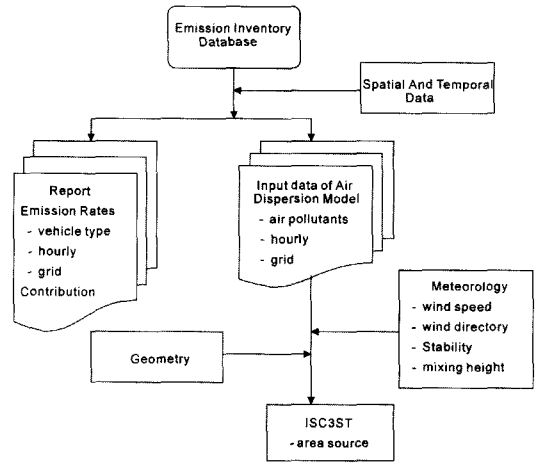 Emission Inventory
Database
Spatial And Temporal
Data
Report
Emission Rates
- vehicle type
- hourly
- grid
Contribution
Input data of Air
Dispersion Model
- air pollutants
- hourly
- grid
Meteorology
- wind speed
- wind directory
- Stability
- mixing height
Geometry
ISC3ST
- area source